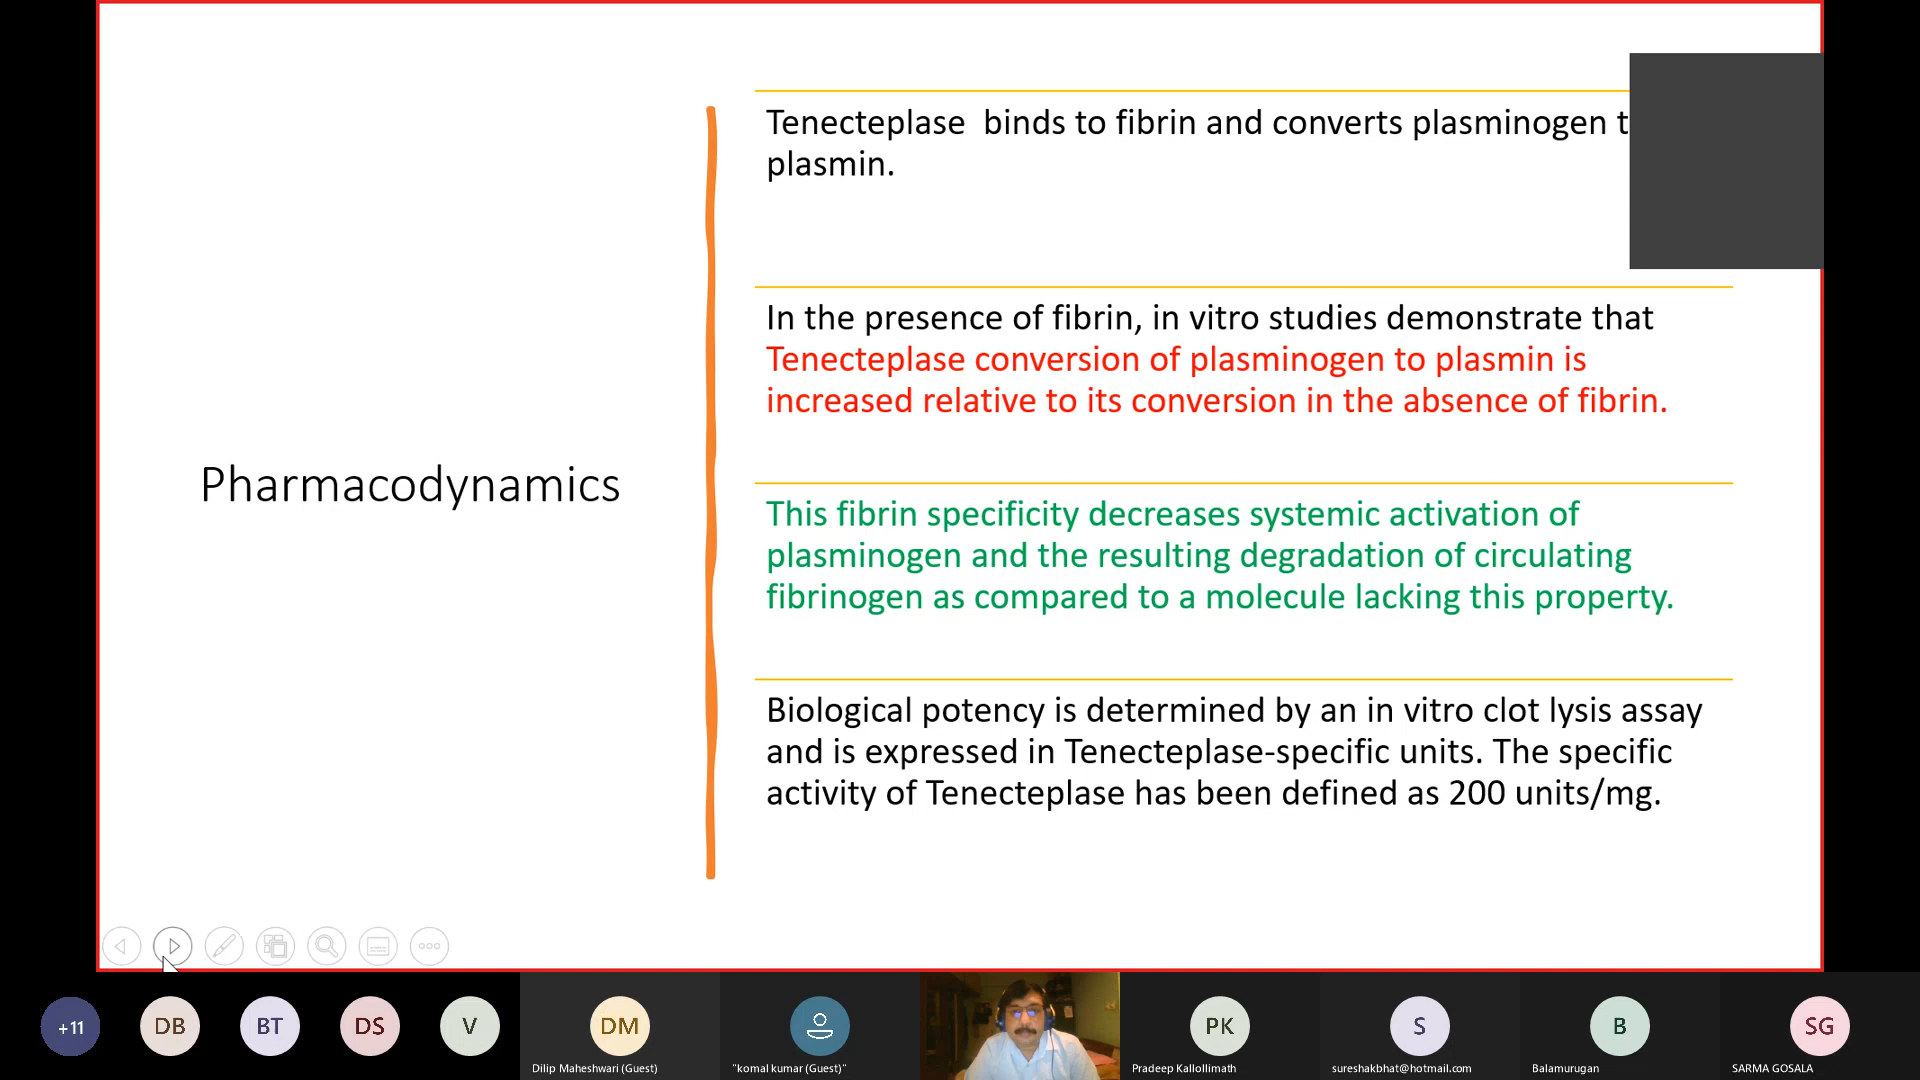 Tenecteplase  binds to fibrin and converts plasminogen t
plasmin.
In the presence of fibrin, in vitro studies demonstrate that
Tenecteplase conversion of plasminogen to plasmin is
increased relative to its conversion in the absence of fibrin.
Pharmacodynamics
This fibrin specificity decreases systemic activation of
plasminogen and the resulting degradation of circulating
fibrinogen as compared to a molecule lacking this property.
Biological potency is determined by an in vitro clot lysis assay
and is expressed in Tenecteplase-specific units. The specific
activity of Tenecteplase has been defined as 200 units/mg.
+11
DB
BT
DS
V
DM
PK
S
B
SG
Dilip Maheshwari (Guest)
"komal kumar (Guest)"
Pradeep Kallollimath
sureshakbhat@hotmail.com
Balamurugan
SARMA GOSALA